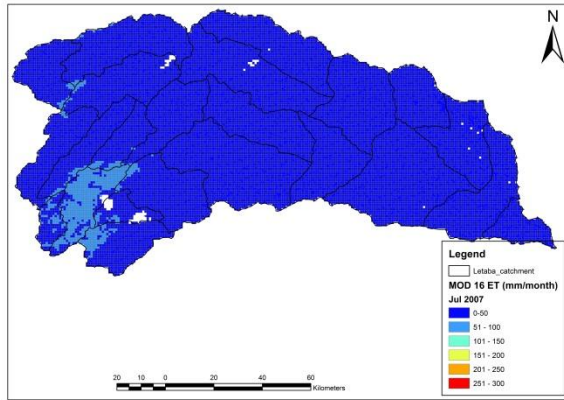 N
Legend
Letaba_catchment
MOD 16 ET (mm/month)
Jul 2007
0-50
51 - 100
101 - 150
151 - 200
201 - 250
251 - 300
20 10 0 20 40 60
Kilometers